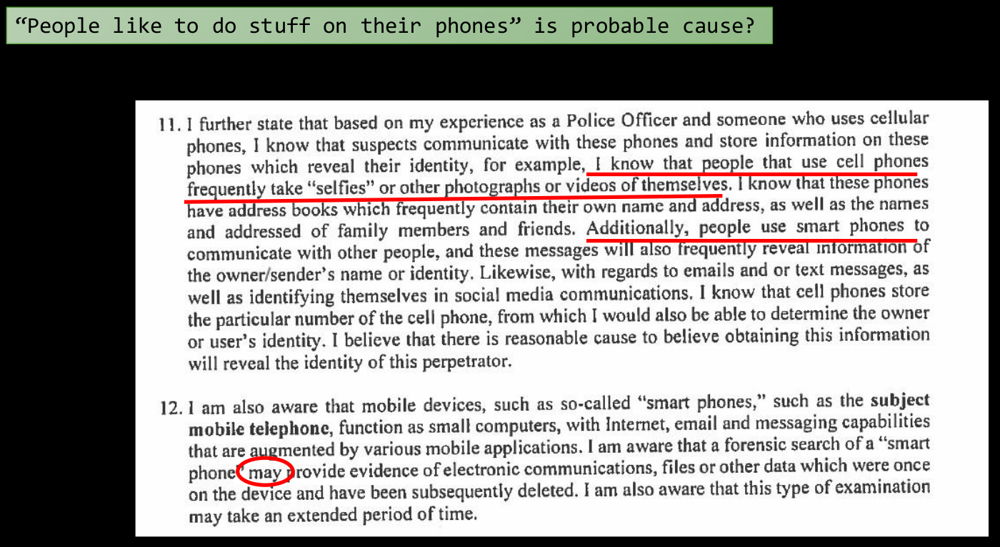 “People like to do stuff on their phones” is probable cause?
11. I further state that based on my experience as a Police Officer and someone who uses cellular
phones, I know that suspects communicate with these phones and store information on these
phones which reveal their identity, for example, I know that people that use cell phones
frequently take “selfies” or other photographs or videos of themselves. I know that these phones
have address books which frequently contain their own name and address, as well as the names
and addressed of family members and friends. Additionally, people use smart phones to
communicate with other people, and these messages will also frequently reveal information of
the owner/sender’s name or identity. Likewise, with regards to emails and or text messages, as
well as identifying themselves in social media communications. I know that cell phones store
the particular number of the cell phone, from which I would also be able to determine the owner
or user’s identity. I believe that there is reasonable cause to believe obtaining this information
will reveal the identity of this perpetrator.
12. I am also aware that mobile devices, such as so-called “smart phones,” such as the subject
mobile telephone, function as small computers, with Internet, email and messaging capabilities
that are augmented by various mobile applications. I am aware that a forensic search of a “smart
phone” may provide evidence of electronic communications, files or other data which were once
on the device and have been subsequently deleted. I am also aware that this type of examination
may take an extended period of time.